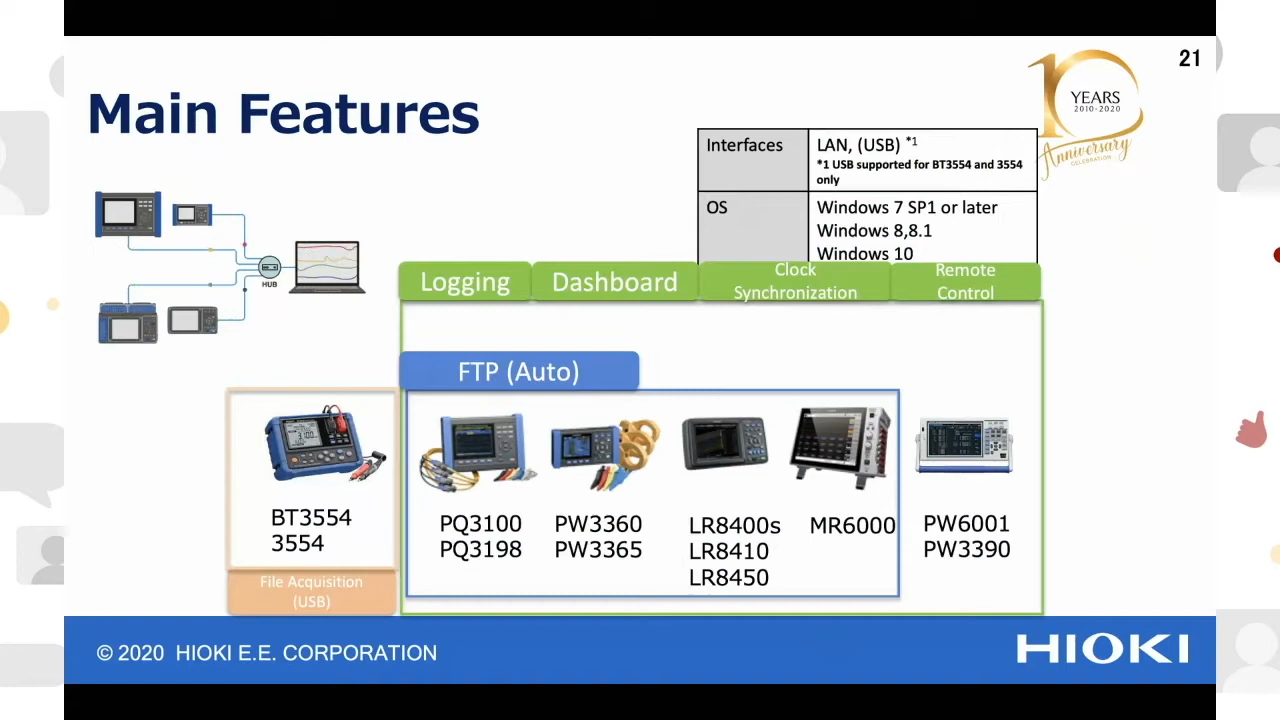 21
Main Features
10
YEARS
2010-2020
Anniversary
CELEBRATION
Interfaces
LAN, (USB) *1
*1 USB supported for BT3554 and 3554
only
OS
Windows 7 SP1 or later
Windows 8,8.1
Windows 10
HUB
Logging
Dashboard
Clock
Synchronization
Remote
Control
FTP (Auto)
BT3554
3554
PQ3100
PQ3198
PW3360
PW3365
LR8400s
LR8410
LR8450
MR6000
PW6001
PW3390
File Acquisition
(USB)
© 2020 HIOKI E.E. CORPORATION
HIOKI